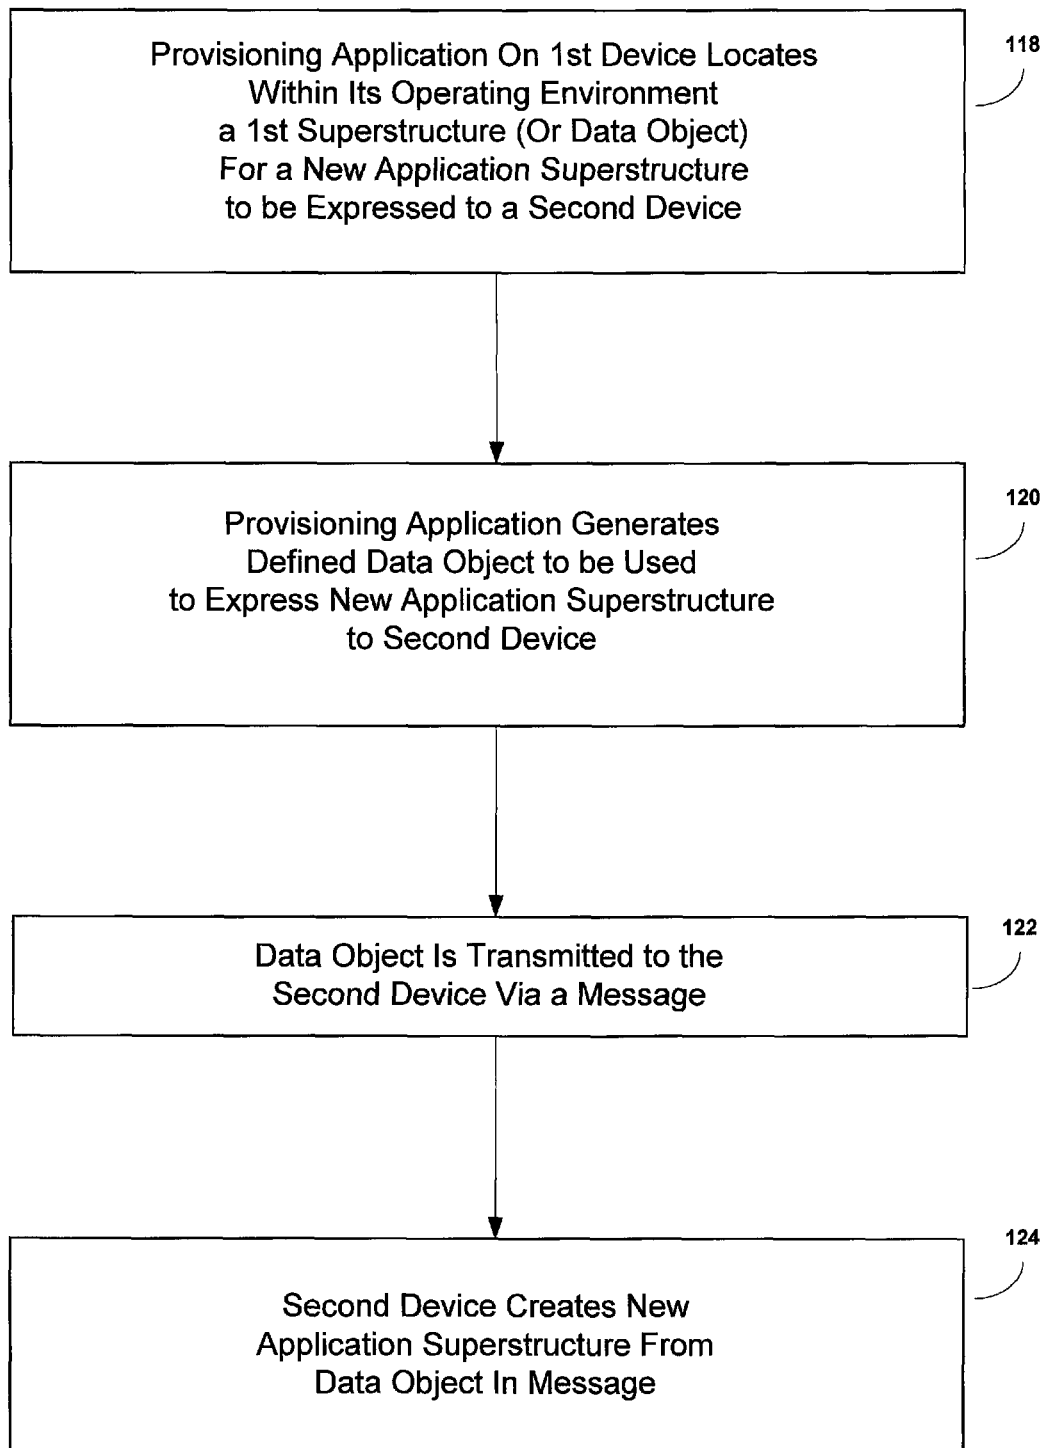 Provisioning Application On 1st Device Locates
Within Its Operating Environment
a 1st Superstructure (Or Data Object)
For a New Application Superstructure
to be Expressed to a Second Device
118
Provisioning Application Generates
Defined Data Object to be Used
to Express New Application Superstructure
to Second Device
120
Data Object Is Transmitted to the
Second Device Via a Message
122
Second Device Creates New
Application Superstructure From
Data Object In Message
124